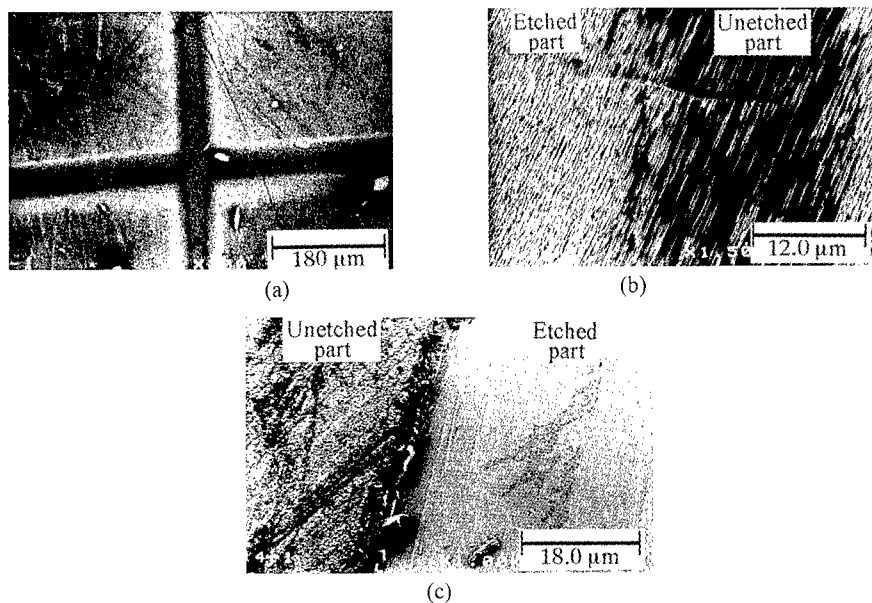 180 μm
(a)
Etched
part
Unetched
part
12.0 μm
(b)
Unetched
part
Etched
part
18.0 μm
(c)